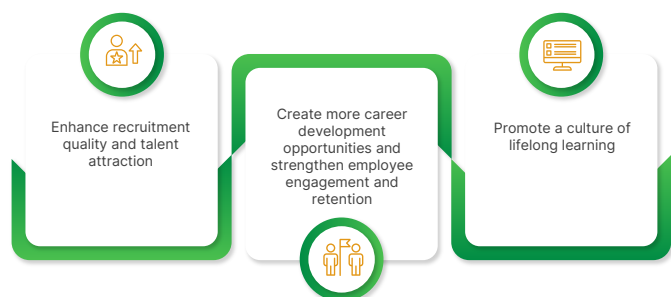 Enhance recruitment
quality and talent
attraction
Create more career
development
opportunities and
strengthen employee
engagement and
retention
Promote a culture of
lifelong learning